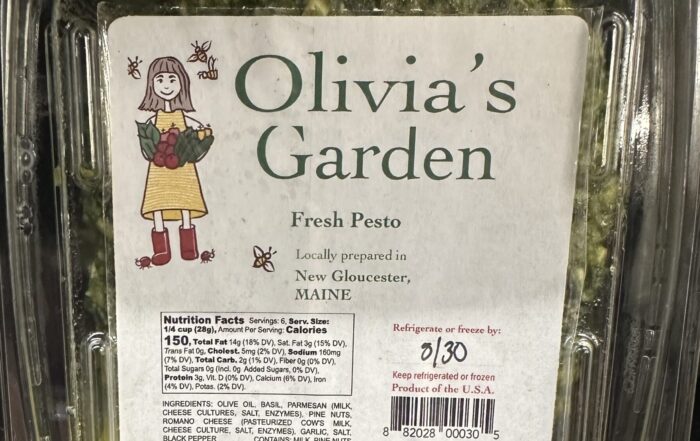 Olivia's
Garden
Fresh Pesto
Locally prepared in
New Gloucester,
MAINE
Nutrition Facts Servings: 6, Serv. Size:
1/4 cup (28g), Amount Per Serving: Calories
150, Total Fat 14g (18% DV), Sat. Fat 3g (15% DV),
Trans Fat 0g, Cholest. 5mg (2% DV), Sodium 160mg
(7% DV), Total Carb. 2g (1% DV), Fiber 0g (0% DV),
Total Sugars 0g (Incl. 0g Added Sugars, 0% DV),
Protein 3g, Vit. D (0% DV), Calcium (6% DV), Iron
(4% DV), Potas. (2% DV).
INGREDIENTS: OLIVE OIL, BASIL, PARMESAN (MILK,
CHEESE CULTURES, SALT, ENZYMES), PINE NUTS,
ROMANO CHEESE (PASTEURIZED COW'S MILK,
CHEESE CULTURE, SALT, ENZYMES), GARLIC, SALT,
BLACK PEPPER CONTAINS: MILK, PINE NUTS
Refrigerate or freeze by:
8/30
Keep refrigerated or frozen
Product of the U.S.A.
8 82028 00030 5